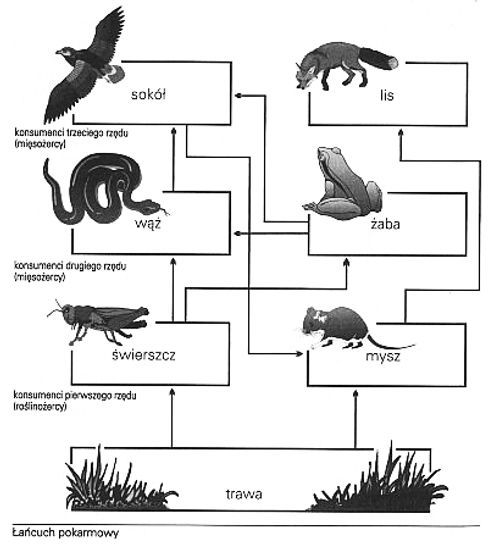 sokół
lis
konsumenci trzeciego rzędu
(mięsożercy)
wąż
żaba
konsumenci drugiego rzędu
(mięsożercy)
świerszcz
mysz
konsumenci pierwszego rzędu
(roślinożercy)
trawa
Łańcuch pokarmowy